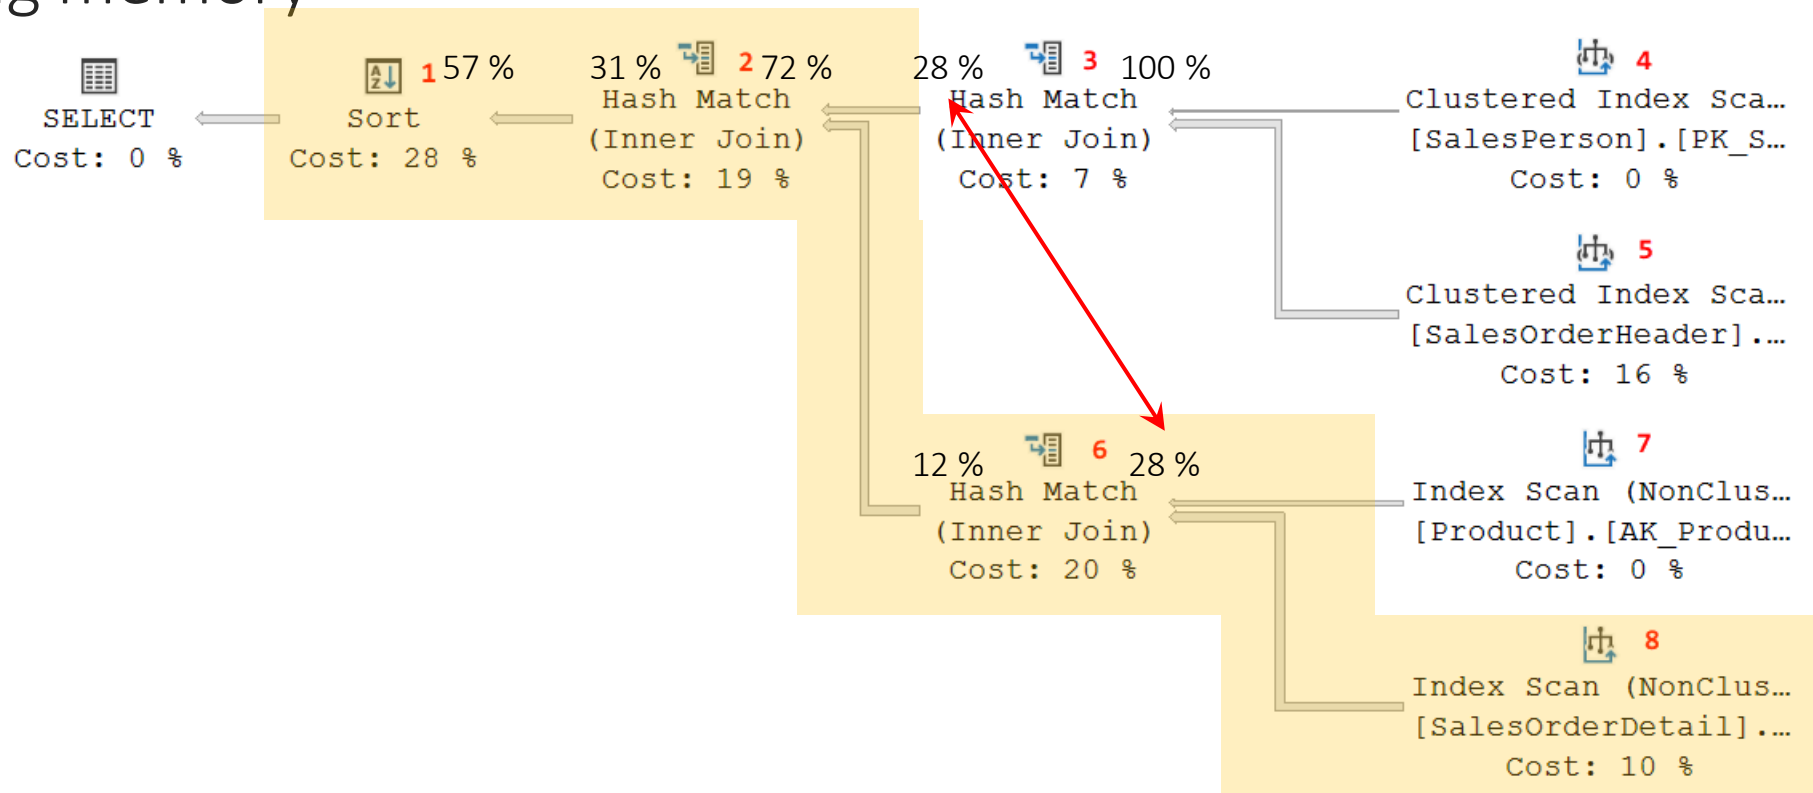 memory
1 57 %
31 % 2 72 %
28 % 3 100 %
4
SELECT
Cost: 0 %
Sort
Cost: 28 %
Hash Match
(Inner Join)
Cost: 19 %
Hash Match
(Inner Join)
Cost: 7 %
Clustered Index Sca…
[SalesPerson].[PK_S…
Cost: 0 %
5
Clustered Index Sca…
[SalesOrderHeader].…
Cost: 16 %
12 % 6 28 %
Hash Match
(Inner Join)
Cost: 20 %
7
Index Scan (NonClus…
[Product].[AK_Produ…
Cost: 0 %
8
Index Scan (NonClus…
[SalesOrderDetail].…
Cost: 10 %